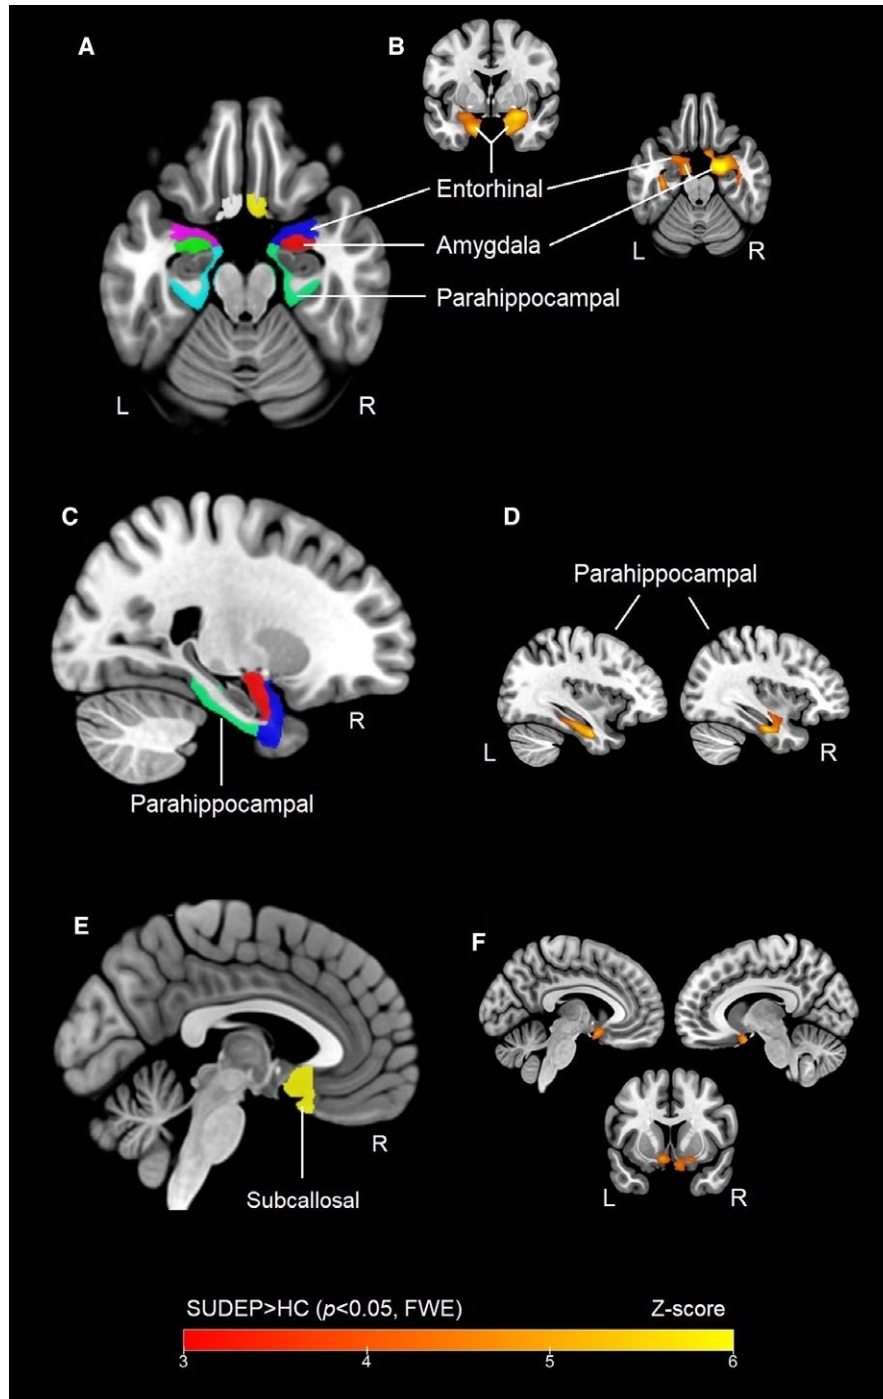 A
B
Entorhinal
Amygdala
Parahippocampal
L
R
L
R
C
D
Parahippocampal
R
L
R
Parahippocampal
E
F
R
Subcallosal
L
R
SUDEP>HC (p<0.05, FWE)
Z-score
3
4
5
6